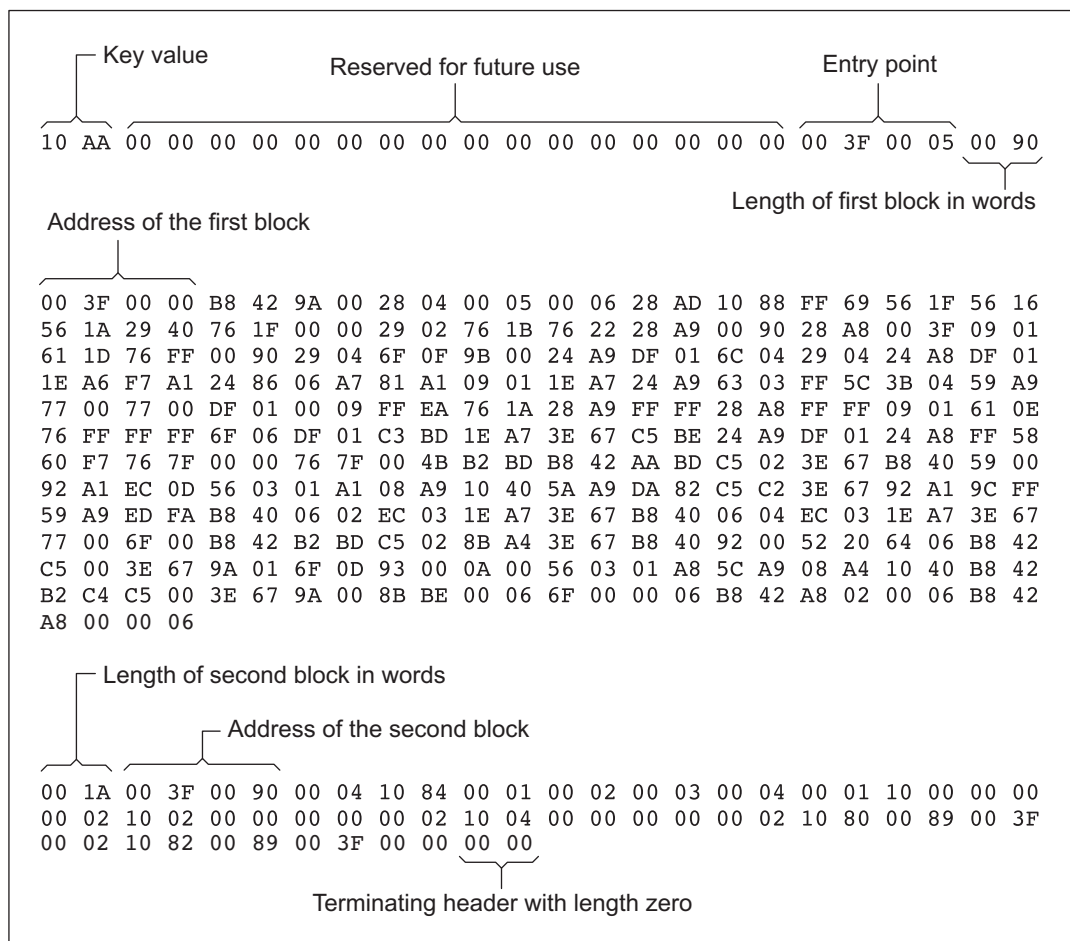 Key value
Reserved for future use
Entry point
10 AA 00 00 00 00 00 00 00 00 00 00 00 00 00 00 00 00 00 3F 00 05 00 90
Length of first block in words
Address of the first block
00 3F 00 00 B8 42 9A 00 28 04 00 05 00 06 28 AD 10 88 FF 69 56 1F 56 16
56 1A 29 40 76 1F 00 00 29 02 76 1B 76 22 28 A9 00 90 28 A8 00 3F 09 01
61 1D 76 FF 00 90 29 04 6F 0F 9B 00 24 A9 DF 01 6C 04 29 04 24 A8 DF 01
1E A6 F7 A1 24 86 06 A7 81 A1 09 01 1E A7 24 A9 63 03 FF 5C 3B 04 59 A9
77 00 77 00 DF 01 00 09 FF EA 76 1A 28 A9 FF FF 28 A8 FF FF 09 01 61 0E
76 FF FF FF 6F 06 DF 01 C3 BD 1E A7 3E 67 C5 BE 24 A9 DF 01 24 A8 FF 58
60 F7 76 7F 00 00 76 7F 00 4B B2 BD B8 42 AA BD C5 02 3E 67 B8 40 59 00
92 A1 EC 0D 56 03 01 A1 08 A9 10 40 5A A9 DA 82 C5 C2 3E 67 92 A1 9C FF
59 A9 ED FA B8 40 06 02 EC 03 1E A7 3E 67 B8 40 06 04 EC 03 1E A7 3E 67
77 00 6F 00 B8 42 B2 BD C5 02 8B A4 3E 67 B8 40 92 00 52 20 64 06 B8 42
C5 00 3E 67 9A 01 6F 0D 93 00 0A 00 56 03 01 A8 5C A9 08 A4 10 40 B8 42
B2 C4 C5 00 3E 67 9A 00 8B BE 00 06 6F 00 00 06 B8 42 A8 02 00 06 B8 42
A8 00 00 06
Length of second block in words
Address of the second block
00 1A 00 3F 00 90 00 04 10 84 00 01 00 02 00 03 00 04 00 01 10 00 00 00
00 02 10 02 00 00 00 00 00 02 10 04 00 00 00 00 00 02 10 80 00 89 00 3F
00 02 10 82 00 89 00 3F 00 00 00 00
Terminating header with length zero